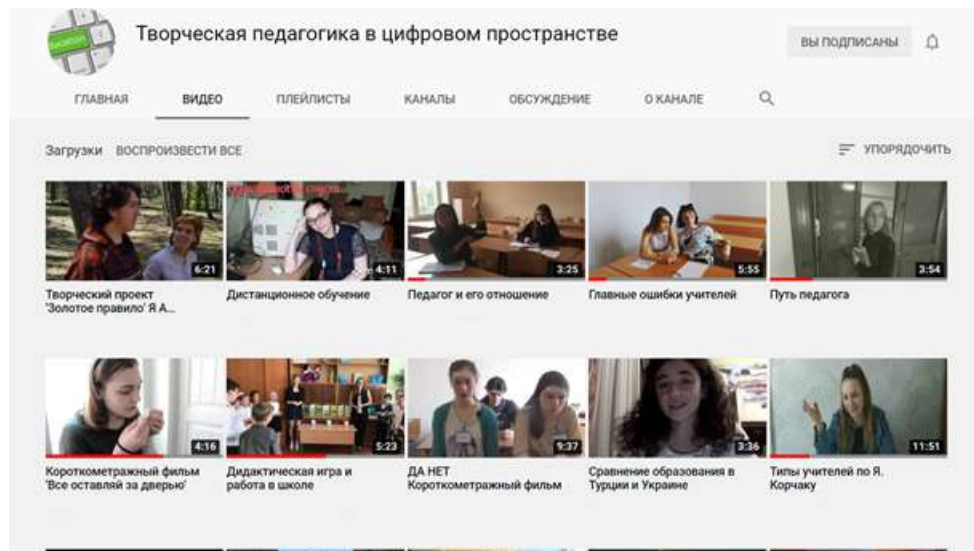 Творческая педагогика в цифровом пространстве
ВЫ ПОДПИСАНЫ
ГЛАВНАЯ ВИДЕО ПЛЕЙЛИСТЫ КАНАЛЫ ОБСУЖДЕНИЕ О КАНАЛЕ
Загрузки ВОСПРОИЗВЕСТИ ВСЕ УПОРЯДОЧИТЬ
6:21 4:11 3:25 5:55 3:54
Творческий проект
'Золотое правило' Я А...
Дистанционное обучение
Педагог и его отношение
Главные ошибки учителей
Путь педагога
4:16 5:23 9:37 3:36 11:51
Короткометражный фильм
'Все оставляй за дверью'
Дидактическая игра и
работа в школе
ДА НЕТ
Короткометражный фильм
Сравнение образования в
Турции и Украине
Типы учителей по Я.
Корчаку